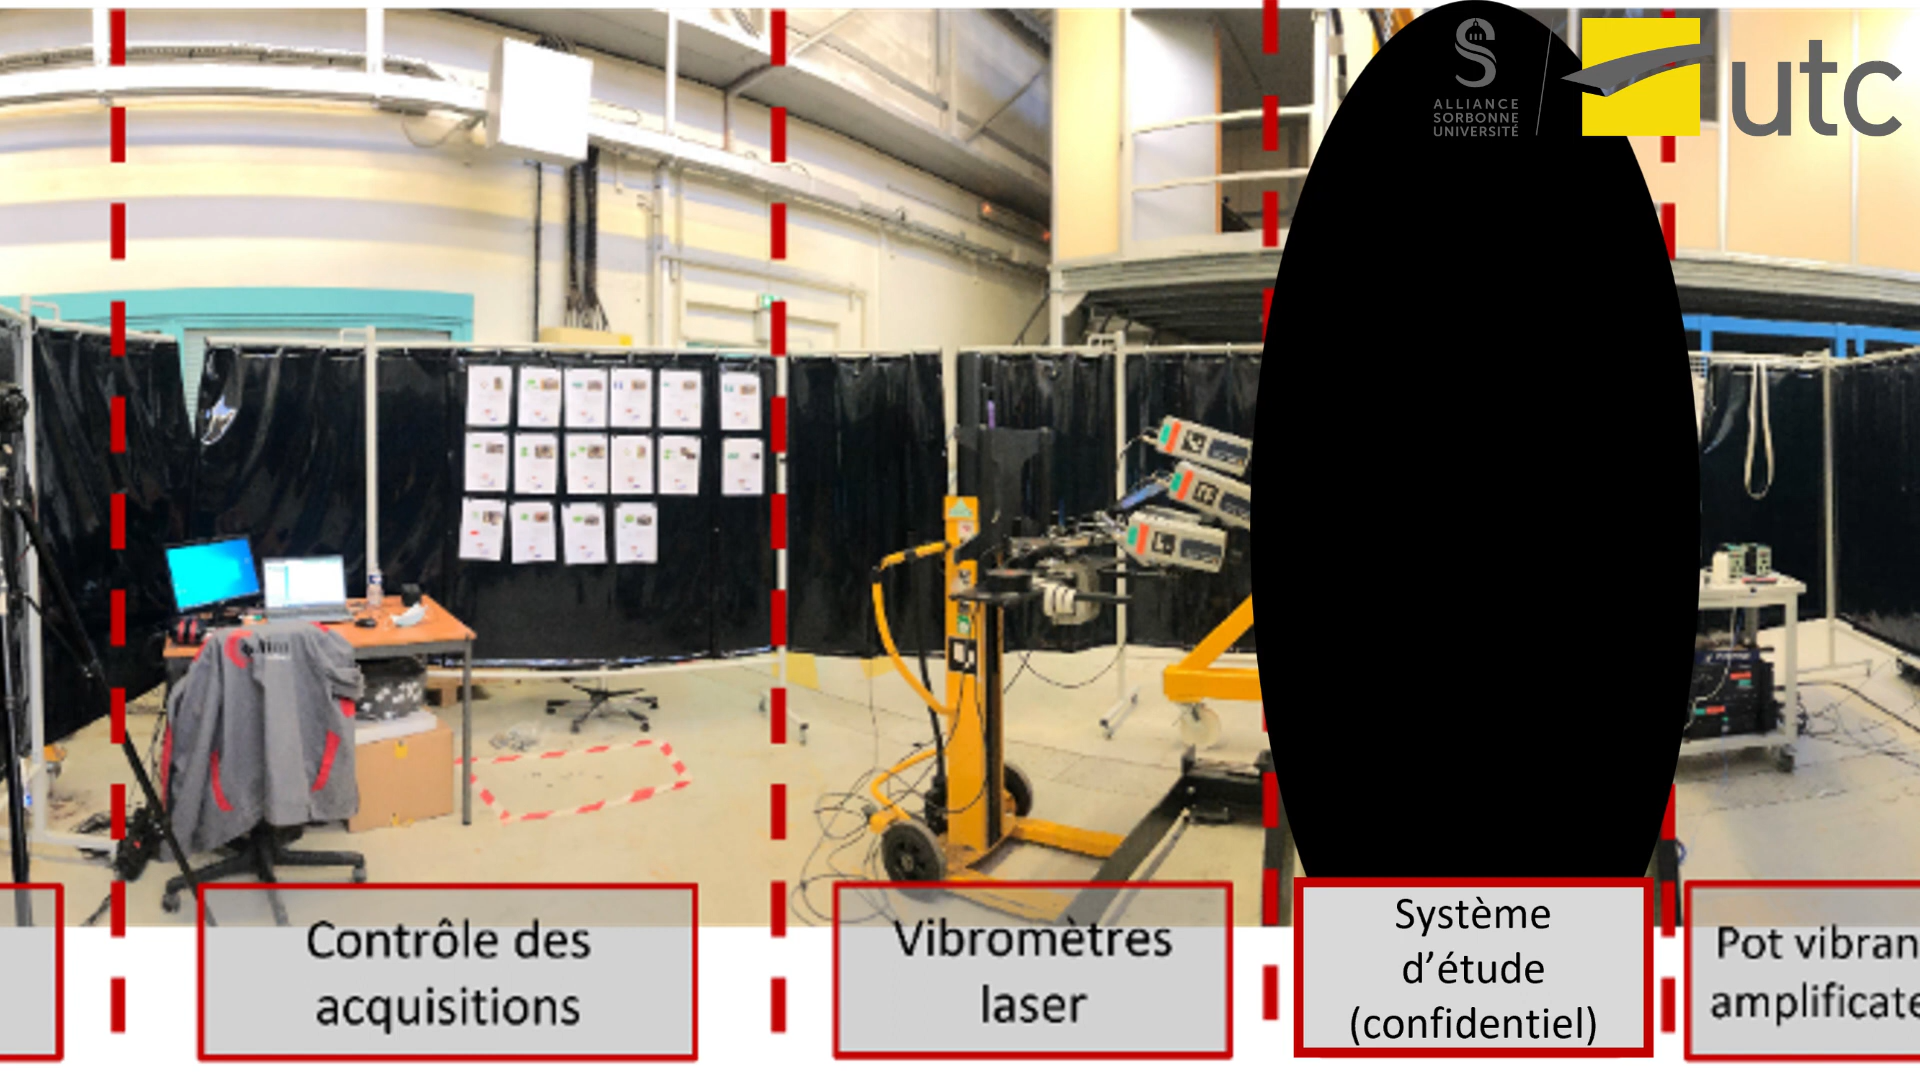 ALLIANCE
SORBONNE
UNIVERSITÉ
utc
Contrôle des
acquisitions
Vibromètres
laser
Système
d’étude
(confidentiel)
Pot vibran
amplificate